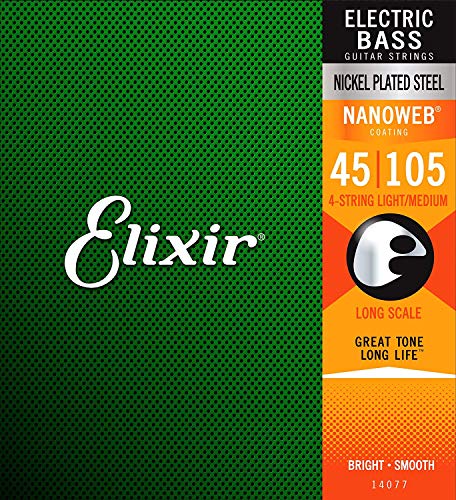 ELECTRIC
BASS
GUITAR STRINGS
NICKEL PLATED STEEL
NANOWEB®
COATING
45|105
4-STRING LIGHT/MEDIUM
Elixir®
e
LONG SCALE
GREAT TONE
LONG LIFE™
BRIGHT • SMOOTH
14077